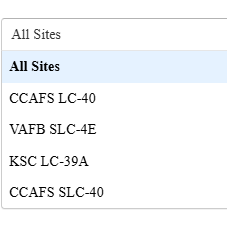 All Sites
All Sites
CCAFS LC-40
VAFB SLC-4E
KSC LC-39A
CCAFS SLC-40